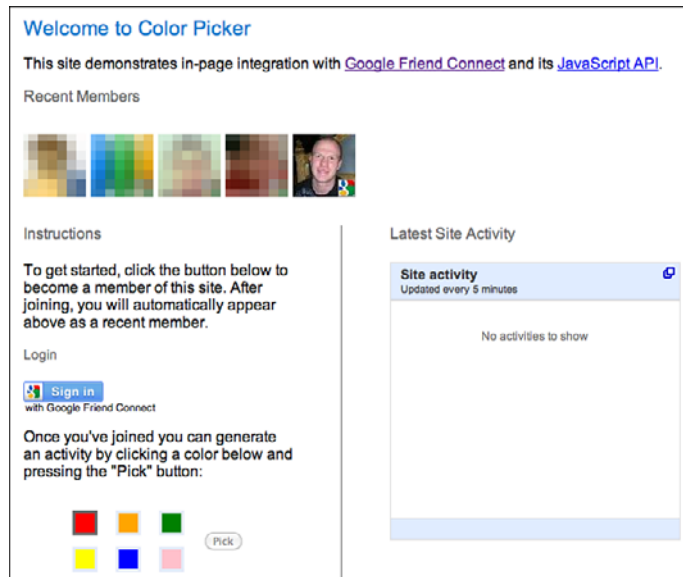 Welcome to Color Picker
This site demonstrates in-page integration with Google Friend Connect and its JavaScript API.
Recent Members
Instructions
To get started, click the button below to
become a member of this site. After
joining, you will automatically appear
above as a recent member.
Login
Sign in
with Google Friend Connect
Once you've joined you can generate
an activity by clicking a color below and
pressing the "Pick" button:
Pick
Latest Site Activity
Site activity
Updated every 5 minutes
No activities to show